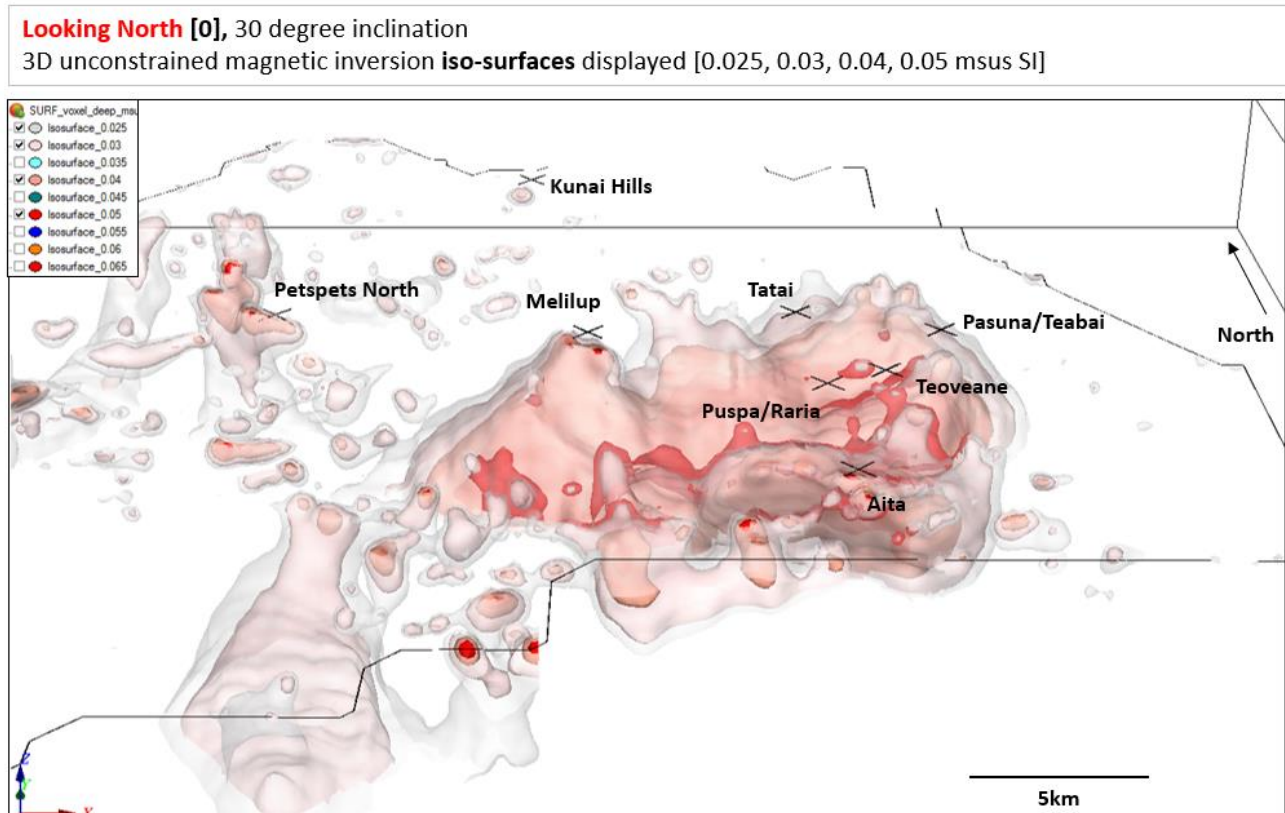 Looking North [0], 30 degree inclination
3D unconstrained magnetic inversion iso-surfaces displayed [0.025, 0.03, 0.04, 0.05 msus SI]
SURF_voxel_deep_msu
Isosurface_0.025
Isosurface_0.03
Isosurface_0.035
Isosurface_0.04
Isosurface_0.045
Isosurface_0.05
Isosurface_0.055
Isosurface_0.06
Isosurface_0.065
Kunai Hills
Petspets North
Melilup
Tatai
Pasuna/Teabai
North
Teoveane
Puspa/Raria
Aita
Z
Y
X
5km